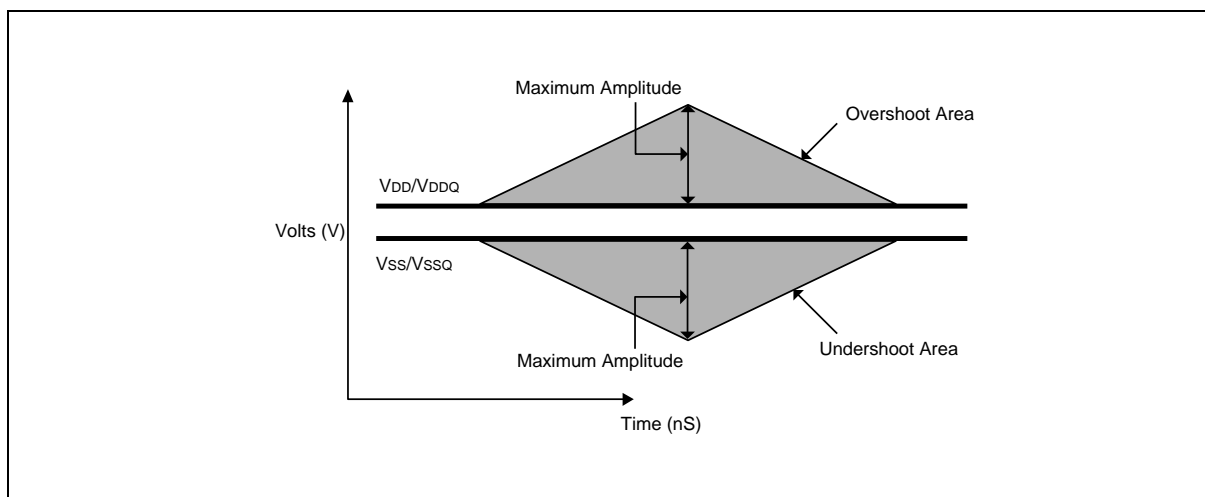 Maximum Amplitude
Overshoot Area
VDD/VDDQ
Volts (V)
VSS/VSSQ
Maximum Amplitude
Undershoot Area
Time (nS)